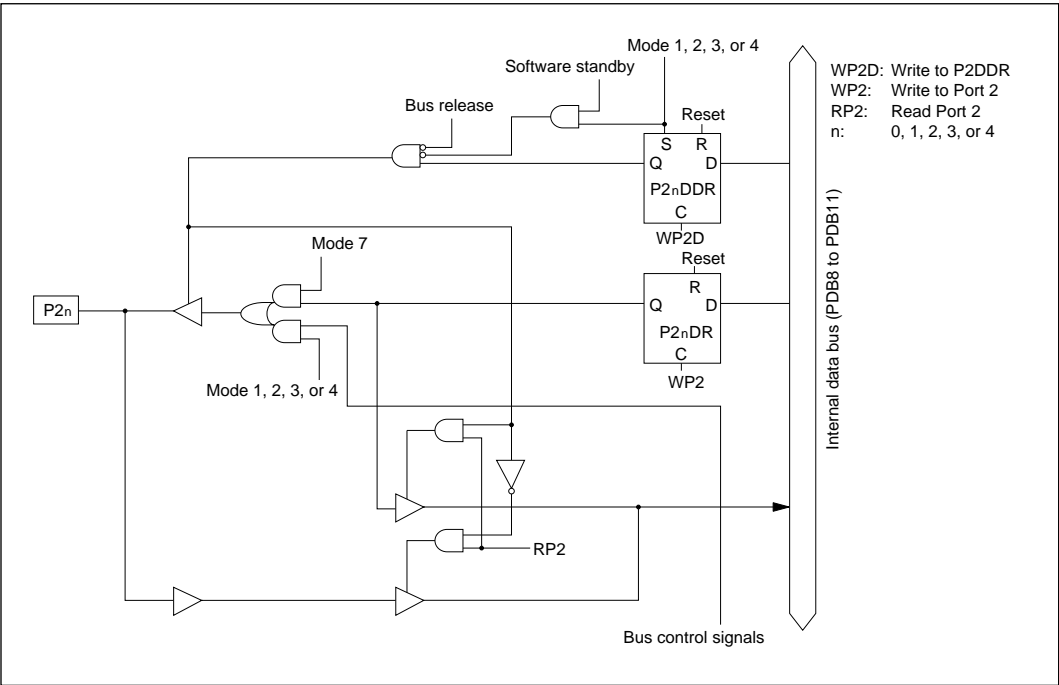 Mode 1, 2, 3, or 4
Software standby
Bus release
WP2D: Write to P2DDR
WP2: Write to Port 2
RP2: Read Port 2
n: 0, 1, 2, 3, or 4
Reset
S R
Q D
P2nDDR
C
WP2D
Reset
R
Q D
P2nDR
C
WP2
Mode 7
P2n
Mode 1, 2, 3, or 4
Internal data bus (PDB8 to PDB11)
RP2
Bus control signals